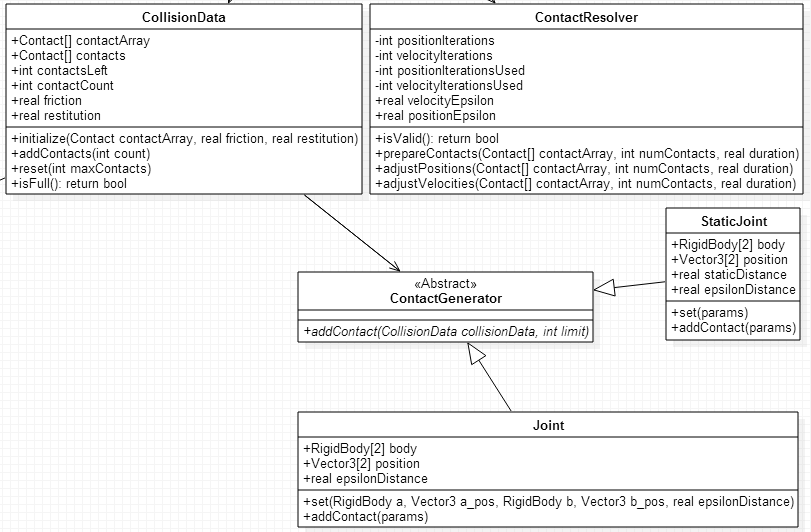 CollisionData
+Contact[] contactArray
+Contact[] contacts
+int contactsLeft
+int contactCount
+real friction
+real restitution
+initialize(Contact contactArray, real friction, real restitution)
+addContacts(int count)
+reset(int maxContacts)
+isFull(): return bool
ContactResolver
-int positionIterations
-int velocityIterations
-int positionIterationsUsed
-int velocityIterationsUsed
+real velocityEpsilon
+real positionEpsilon
+isValid(): return bool
+prepareContacts(Contact[] contactArray, int numContacts, real duration)
+adjustPositions(Contact[] contactArray, int numContacts, real duration)
+adjustVelocities(Contact[] contactArray, int numContacts, real duration)
StaticJoint
+RigidBody[2] body
+Vector3[2] position
+real staticDistance
+real epsilonDistance
+set(params)
+addContact(params)
«Abstract»
ContactGenerator
+addContact(CollisionData collisionData, int limit)
Joint
+RigidBody[2] body
+Vector3[2] position
+real epsilonDistance
+set(RigidBody a, Vector3 a_pos, RigidBody b, Vector3 b_pos, real epsilonDistance)
+addContact(params)